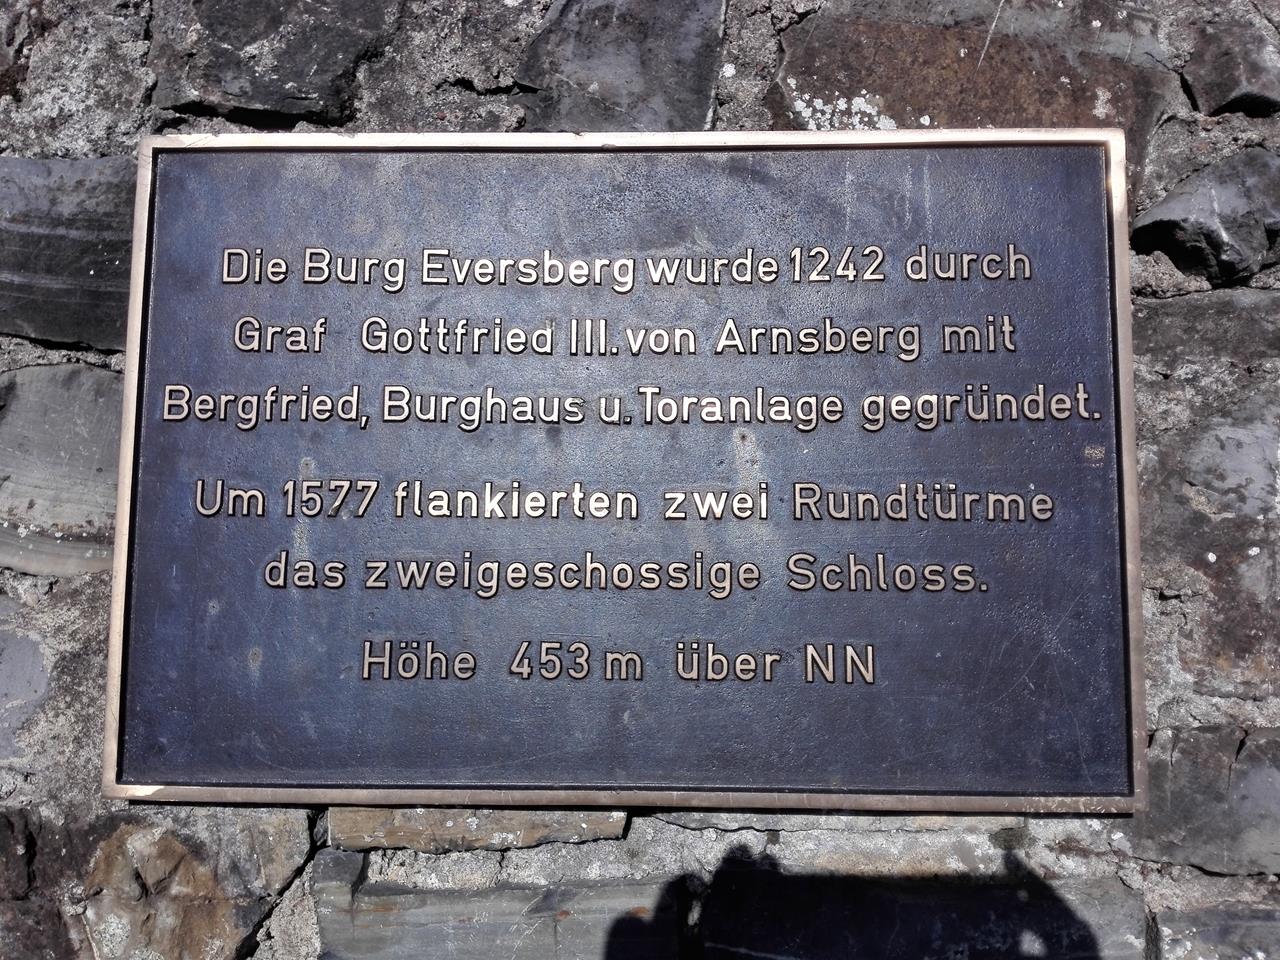 Die Burg Eversberg wurde 1242 durch
Graf Gottfried III. von Arnsberg mit
Bergfried, Burghaus u. Toranlage gegründet.
Um 1577 flankierten zwei Rundtürme
das zweigeschossige Schloss.
Höhe 453 m über NN